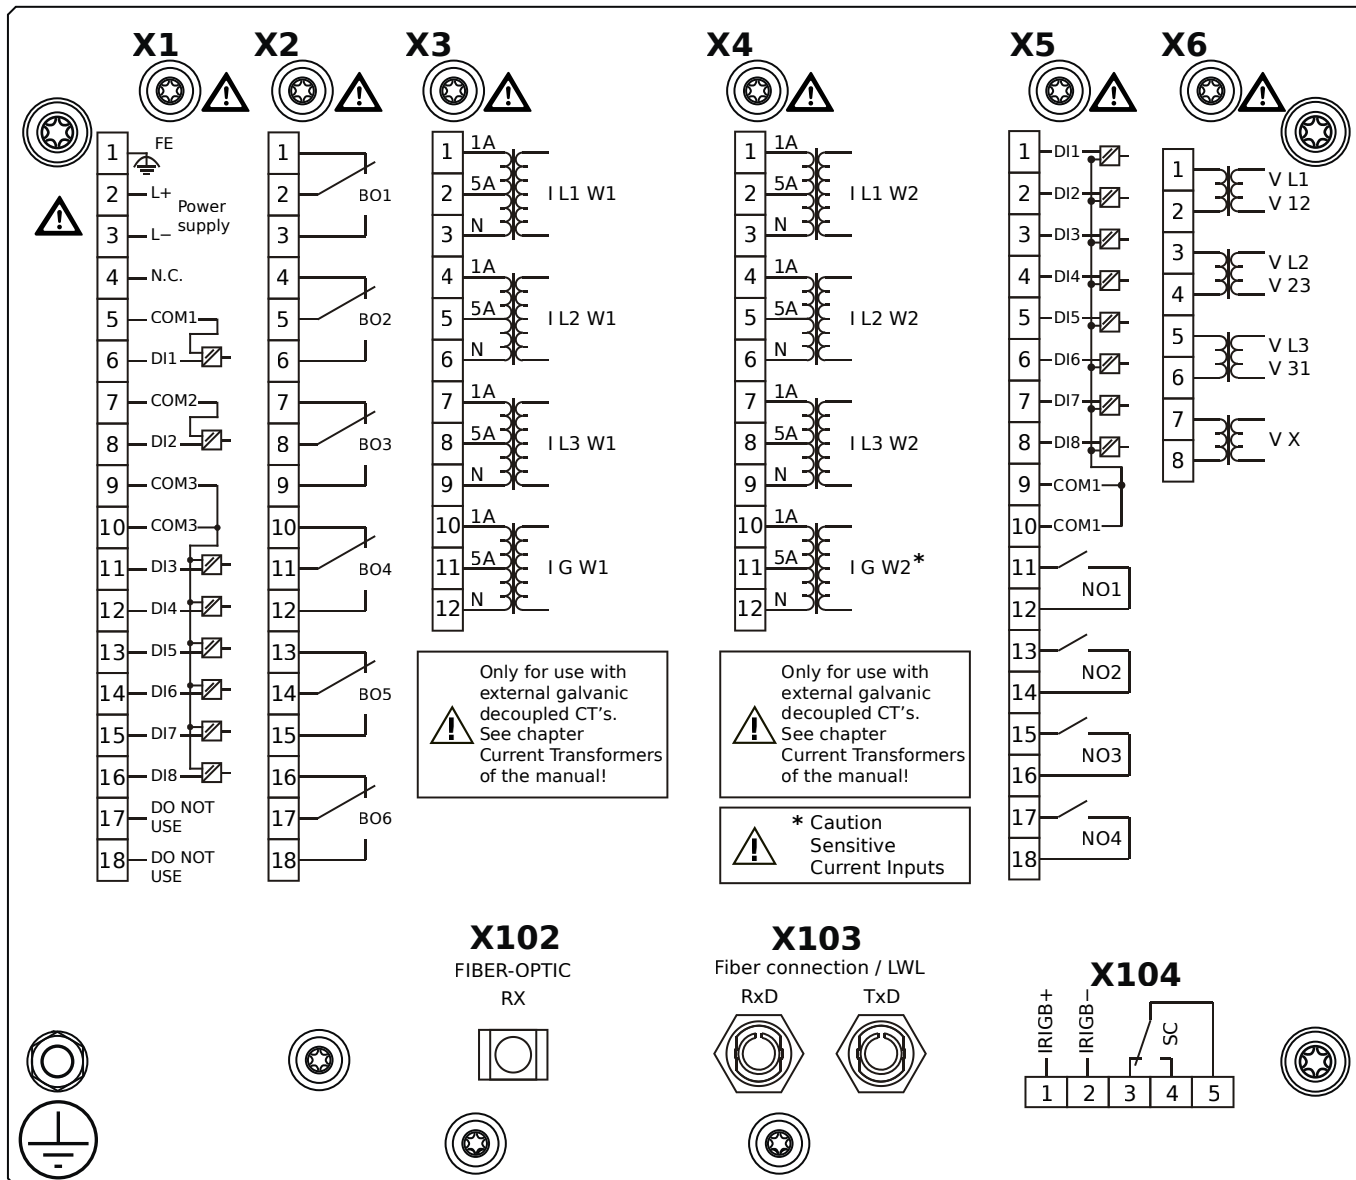 X1
X2
X3
X4
X5
X6
1 FE
2 L+
Power
supply
3 L−
4 N.C.
5 COM1
6 DI1
7 COM2
8 DI2
9 COM3
10 COM3
11 DI3
12 DI4
13 DI5
14 DI6
15 DI7
16 DI8
17 DO NOT
USE
18 DO NOT
USE
1
2 BO1
3
4
5 BO2
6
7
8 BO3
9
10
11 BO4
12
13
14 BO5
15
16
17 BO6
18
1 1A
2 5A I L1 W1
3 N
4 1A
5 5A I L2 W1
6 N
7 1A
8 5A I L3 W1
9 N
10 1A
11 5A I G W1
12 N
Only for use with
external galvanic
decoupled CT's.
See chapter
Current Transformers
of the manual!
1 1A
2 5A I L1 W2
3 N
4 1A
5 5A I L2 W2
6 N
7 1A
8 5A I L3 W2
9 N
10 1A
11 5A I G W2*
12 N
Only for use with
external galvanic
decoupled CT's.
See chapter
Current Transformers
of the manual!
* Caution
Sensitive
Current Inputs
1 DI1
2 DI2
3 DI3
4 DI4
5 DI5
6 DI6
7 DI7
8 DI8
9 COM1
10 COM1
11
NO1
12
13
NO2
14
15
NO3
16
17
NO4
18
1 V L1
2 V 12
3 V L2
4 V 23
5 V L3
6 V 31
7
V X
8
X102
FIBER-OPTIC
RX
X103
Fiber connection / LWL
RxD TxD
X104
IRIGB+
IRIGB−
SC
1 2 3 4 5